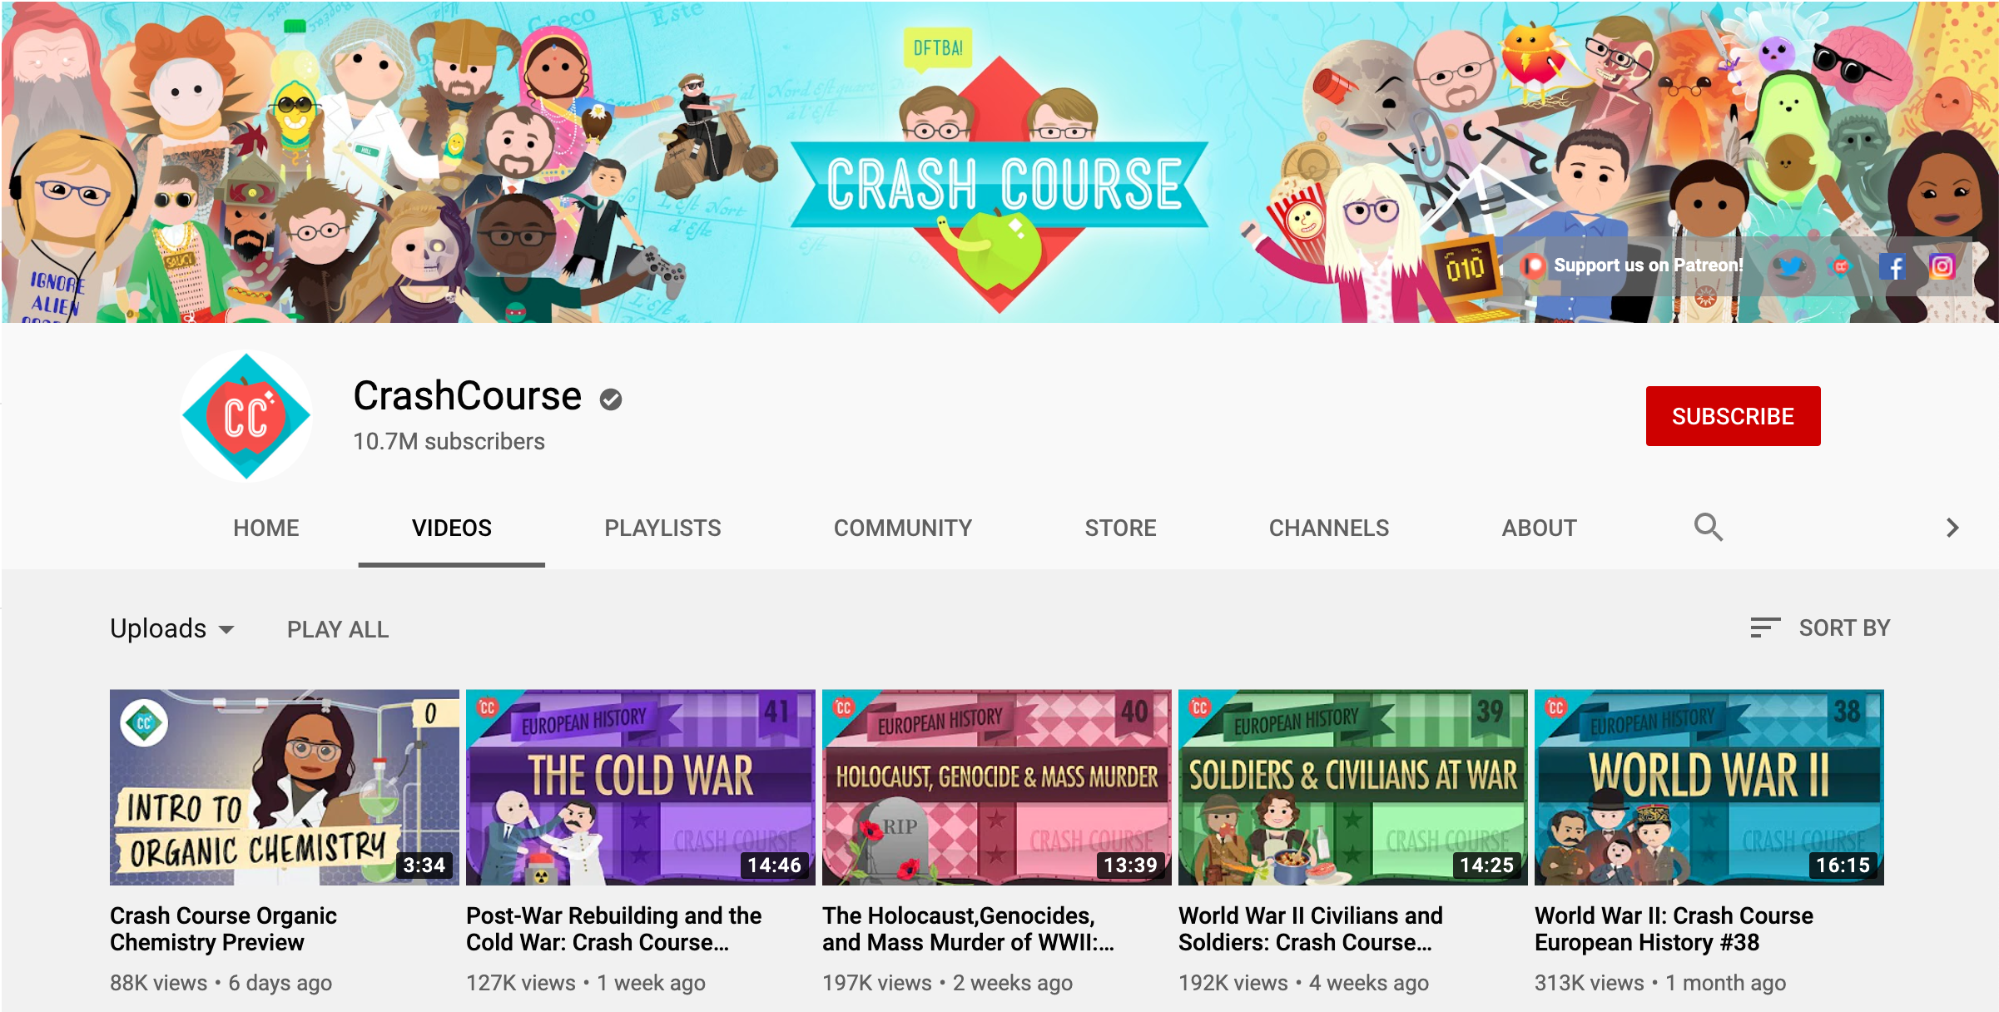 Greco
Este
DFTBA!
CRASH COURSE
IGNORE
ALIEN
010
Support us on Patreon!
CC
CrashCourse
10.7M subscribers
SUBSCRIBE
HOME
VIDEOS
PLAYLISTS
COMMUNITY
STORE
CHANNELS
ABOUT
Uploads
PLAY ALL
SORT BY
CC
0
INTRO TO
ORGANIC CHEMISTRY
3:34
CC
EUROPEAN HISTORY
41
THE COLD WAR
CRASH COURSE
14:46
CC
EUROPEAN HISTORY
40
HOLOCAUST, GENOCIDE & MASS MURDER
RIP
CRASH COURSE
13:39
CC
EUROPEAN HISTORY
39
SOLDIERS & CIVILIANS AT WAR
CRASH COURSE
14:25
CC
EUROPEAN HISTORY
38
WORLD WAR II
CRASH COURSE
16:15
Crash Course Organic
Chemistry Preview
88K views • 6 days ago
Post-War Rebuilding and the
Cold War: Crash Course...
127K views • 1 week ago
The Holocaust,Genocides,
and Mass Murder of WWII:...
197K views • 2 weeks ago
World War II Civilians and
Soldiers: Crash Course...
192K views • 4 weeks ago
World War II: Crash Course
European History #38
313K views • 1 month ago